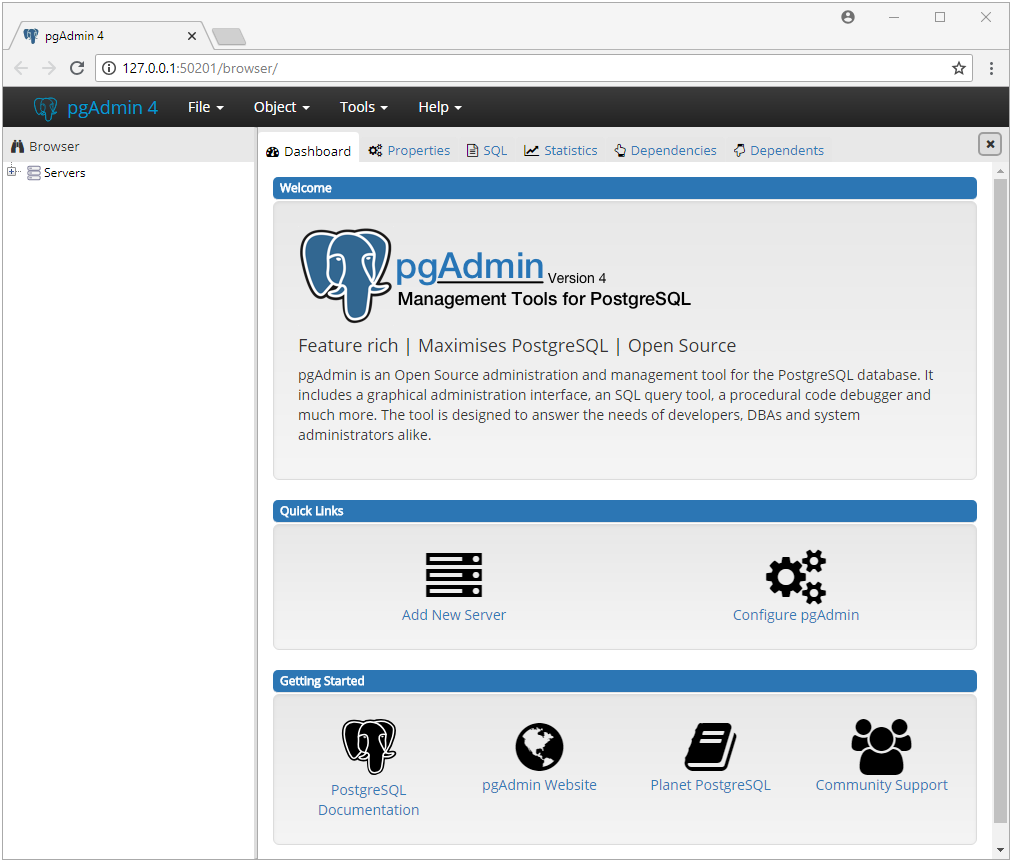 pgAdmin 4
127.0.0.1:50201/browser/
pgAdmin 4 File Object Tools Help
Browser
Servers
Dashboard Properties SQL Statistics Dependencies Dependents
Welcome
pgAdmin Version 4
Management Tools for PostgreSQL
Feature rich | Maximises PostgreSQL | Open Source
pgAdmin is an Open Source administration and management tool for the PostgreSQL database. It
includes a graphical administration interface, an SQL query tool, a procedural code debugger and
much more. The tool is designed to answer the needs of developers, DBAs and system
administrators alike.
Quick Links
Add New Server
Configure pgAdmin
Getting Started
PostgreSQL
Documentation
pgAdmin Website
Planet PostgreSQL
Community Support